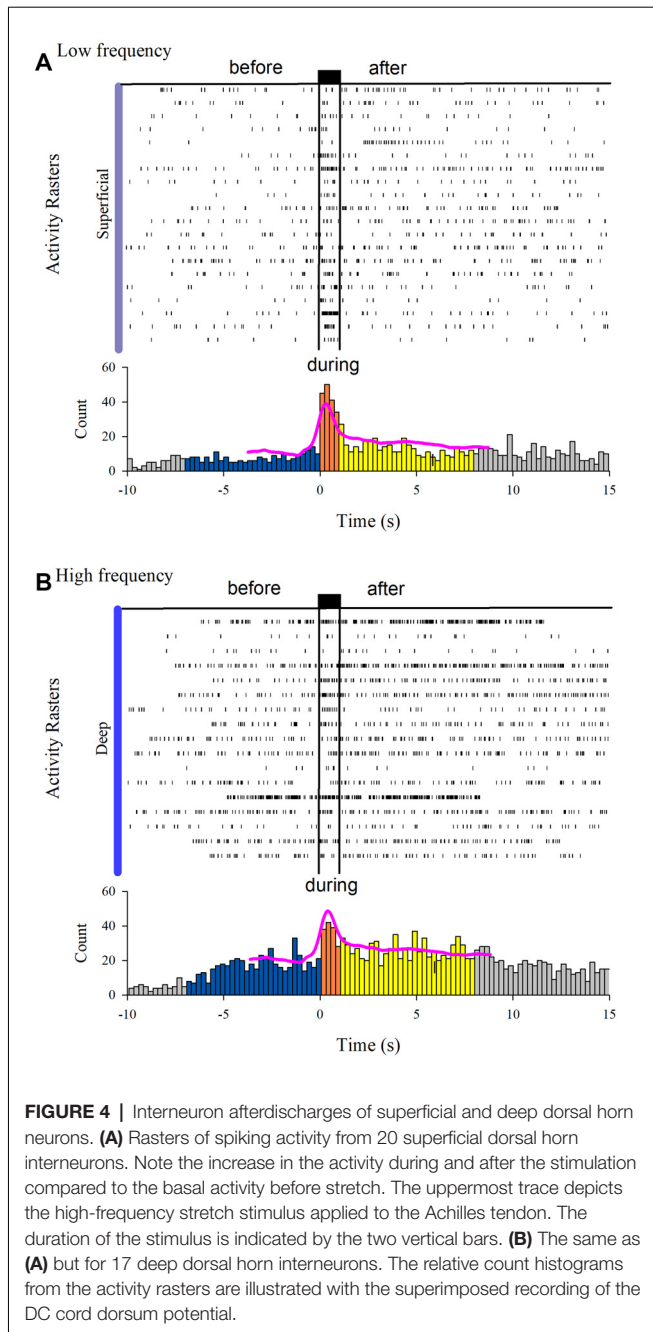 A Low frequency
before after
Activity Rasters
Superficial
during
60
40
20
0
Count
-10 -5 0 5 10 15
Time (s)
B High frequency
before after
Activity Rasters
Deep
during
60
40
20
0
Count
-10 -5 0 5 10 15
Time (s)
FIGURE 4 | Interneuron afterdischarges of superficial and deep dorsal horn
neurons. (A) Rasters of spiking activity from 20 superficial dorsal horn
interneurons. Note the increase in the activity during and after the stimulation
compared to the basal activity before stretch. The uppermost trace depicts
the high-frequency stretch stimulus applied to the Achilles tendon. The
duration of the stimulus is indicated by the two vertical bars. (B) The same as
(A) but for 17 deep dorsal horn interneurons. The relative count histograms
from the activity rasters are illustrated with the superimposed recording of the
DC cord dorsum potential.